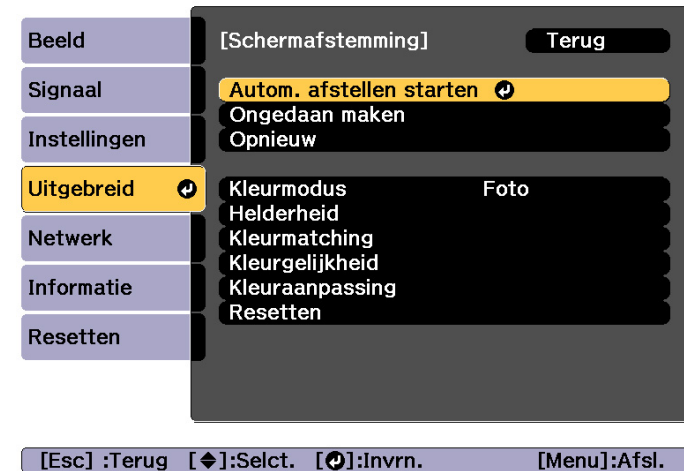 Beeld
Signaal
Instellingen
Uitgebreid
Netwerk
Informatie
Resetten
[Schermafstemming] Terug
Autom. afstellen starten
Ongedaan maken
Opnieuw
Kleurmodus Foto
Helderheid
Kleurmatching
Kleurgelijkheid
Kleuraanpassing
Resetten
[Esc] :Terug [◆]:Selct. [↵]:Invrn. [Menu]:Afsl.